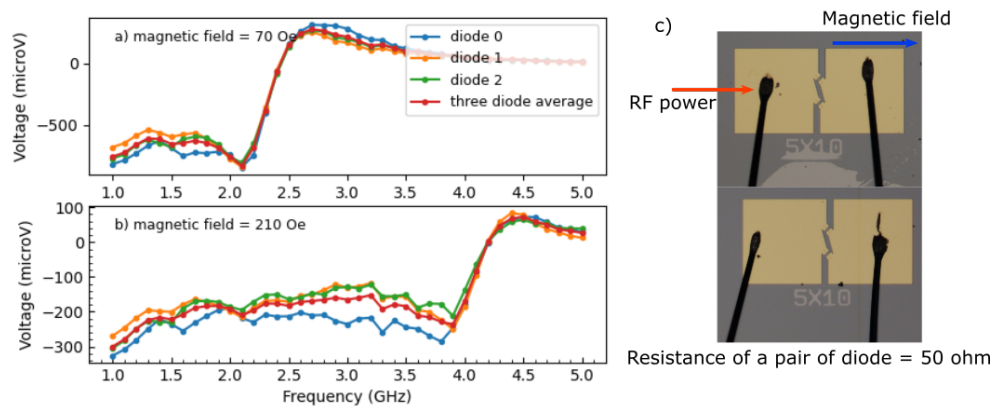 a) magnetic field = 70 Oe
Voltage (microV)
0
−500
diode 0
diode 1
diode 2
three diode average
1.0 1.5 2.0 2.5 3.0 3.5 4.0 4.5 5.0
b) magnetic field = 210 Oe
Voltage (microV)
100
0
−100
−200
−300
1.0 1.5 2.0 2.5 3.0 3.5 4.0 4.5 5.0
Frequency (GHz)
c)
Magnetic field
RF power
5X10
5X10
Resistance of a pair of diode = 50 ohm